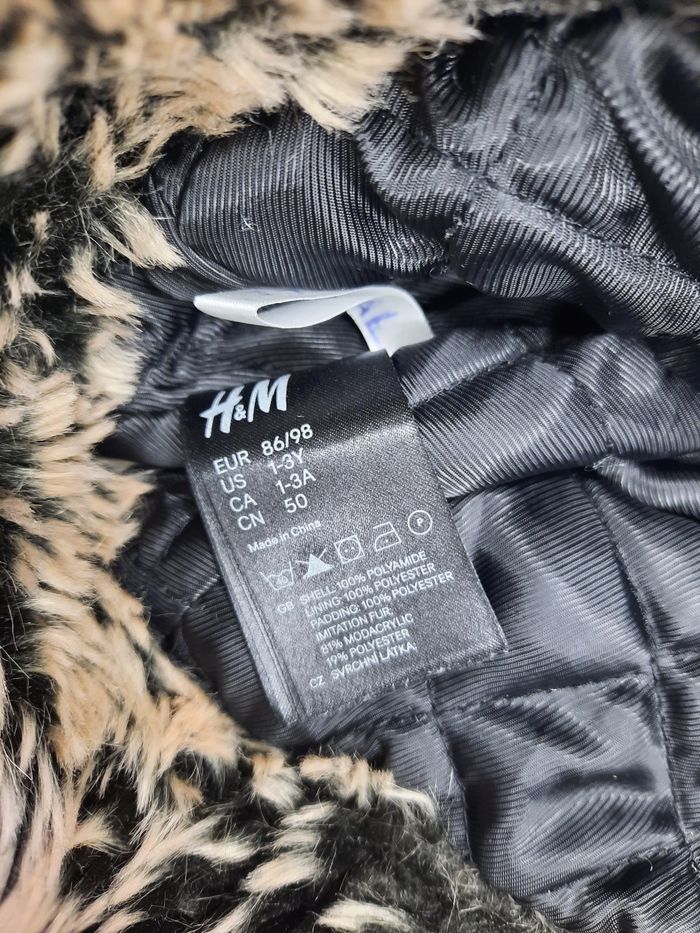 H&M
EUR 86/98
US 1-3Y
CA 1-3A
CN 50
Made in China
P
GB SHELL: 100% POLYAMIDE
LINING: 100% POLYESTER
PADDING: 100% POLYESTER
IMITATION FUR:
81% MODACRYLIC
19% POLYESTER
CZ SVRCHNÍ LÁTKA: